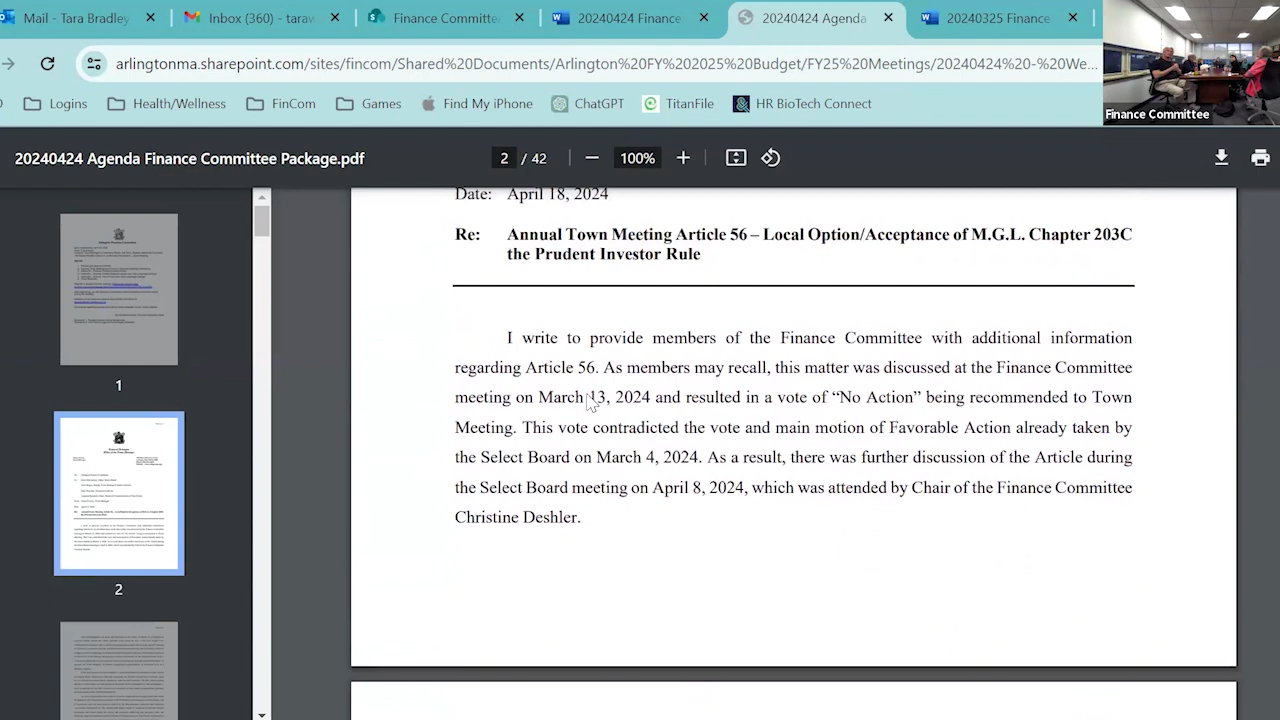 Mail - Tara Bradley
Inbox (360) - taraw
Finance Committe
20240424 Finance
20240424 Agenda
20240325 Finance
arlingtonma.sharepoint.com/sites/fincom/Shared%20Documents/Arlington%20FY%202025%20Budget/FY25%20Meetings/20240424%20-%20We...
Logins
Health/Wellness
FinCom
Games
Find My iPhone
ChatGPT
TitanFile
HR BioTech Connect
Finance Committee
20240424 Agenda Finance Committee Package.pdf
2 / 42
100%
Date: April 18, 2024
Re: Annual Town Meeting Article 56 – Local Option/Acceptance of M.G.L. Chapter 203C
he Prudent Investor Rule
I write to provide members of the Finance Committee with additional information
regarding Article 56. As members may recall, this matter was discussed at the Finance Committee
meeting on March 13, 2024 and resulted in a vote of “No Action” being recommended to Town
Meeting. This vote contradicted the vote and main motion of Favorable Action already taken by
the Select Board on March 4, 2024. As a result, there was further discussion of the Article during
the Select Board meeting on April 8, 2024, which was attended by Chair of the Finance Committee
Christine Deshler.
1
2